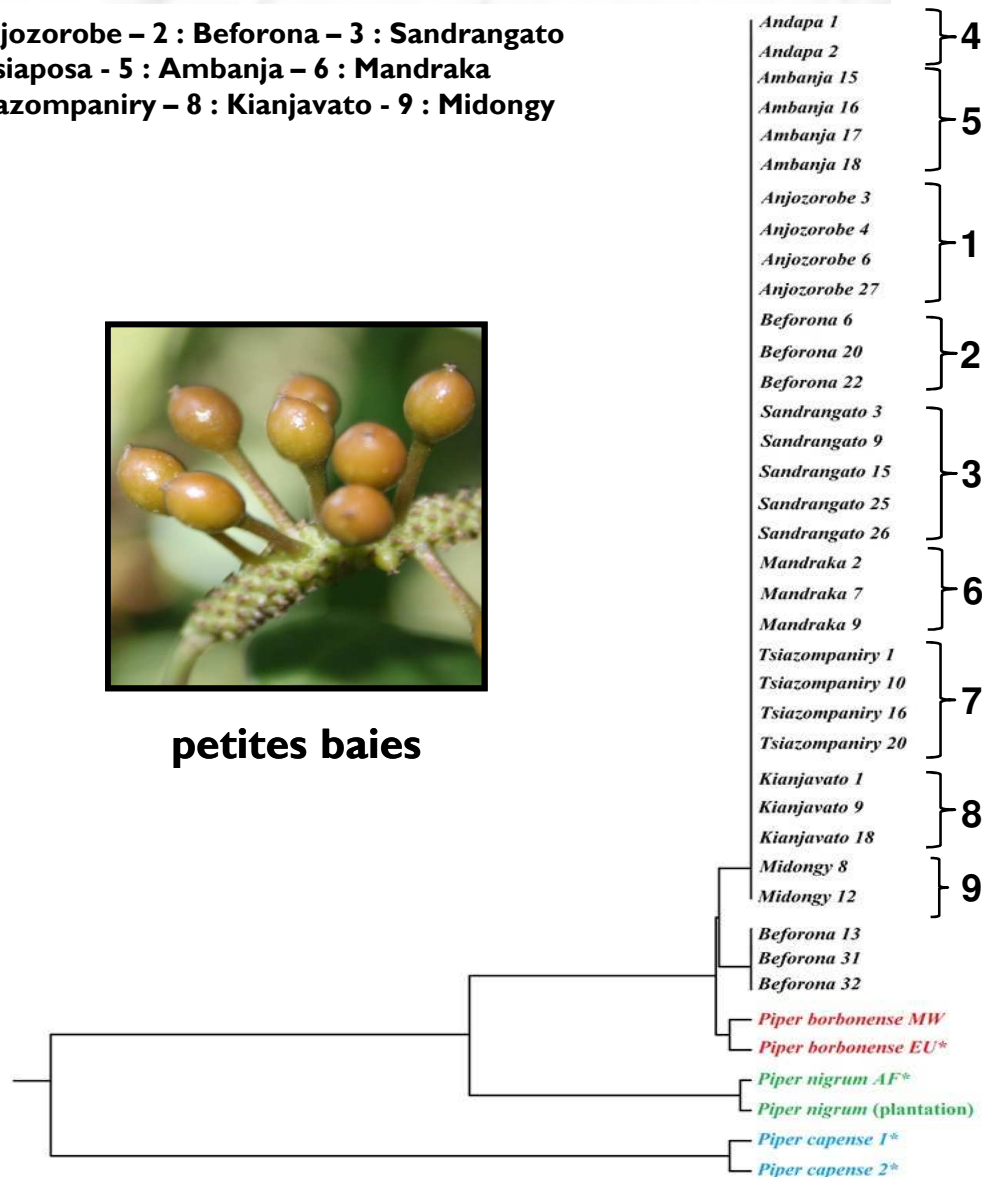 jozorobe – 2 : Beforona – 3 : Sandrangato
siaposa - 5 : Ambanja – 6 : Mandraka
azompaniry – 8 : Kianjavato - 9 : Midongy
petites baies
Andapa 1
Andapa 2
4
Ambanja 15
Ambanja 16
Ambanja 17
Ambanja 18
5
Anjozorobe 3
Anjozorobe 4
Anjozorobe 6
Anjozorobe 27
1
Beforona 6
Beforona 20
Beforona 22
2
Sandrangato 3
Sandrangato 9
Sandrangato 15
Sandrangato 25
Sandrangato 26
3
Mandraka 2
Mandraka 7
Mandraka 9
6
Tsiazompaniry 1
Tsiazompaniry 10
Tsiazompaniry 16
Tsiazompaniry 20
7
Kianjavato 1
Kianjavato 9
Kianjavato 18
8
Midongy 8
Midongy 12
9
Beforona 13
Beforona 31
Beforona 32
Piper borbonense MW
Piper borbonense EU*
Piper nigrum AF*
Piper nigrum (plantation)
Piper capense 1*
Piper capense 2*